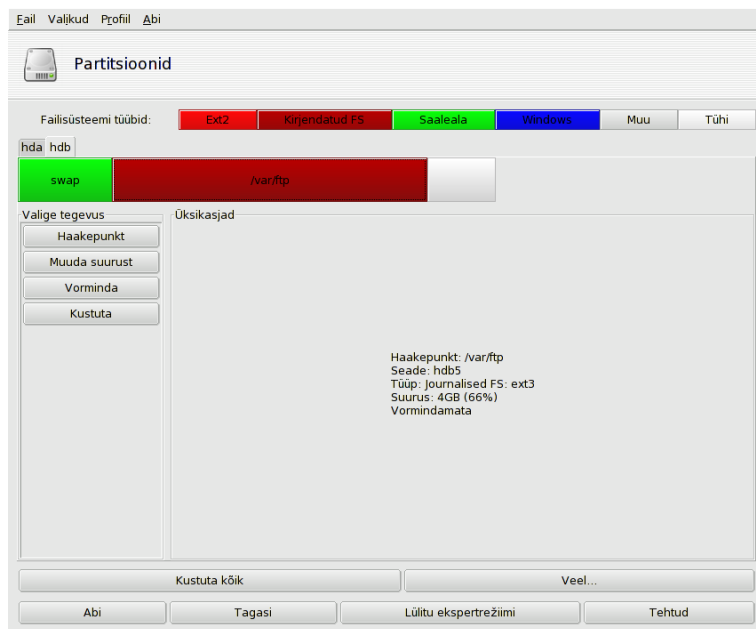 Fail Valikud Profiil Abi
Partitsioonid
Failisüsteemi tüübid: Ext2 Kirjendatud FS Saaleala Windows Muu Tühi
hda hdb
swap /var/ftp
Valige tegevus Üksikasjad
Haakepunkt
Muuda suurust
Vorminda
Kustuta
Haakepunkt: /var/ftp
Seade: hdb5
Tüüp: Journalised FS: ext3
Suurus: 4GB (66%)
Vormindamata
Kustuta kõik Veel...
Abi Tagasi Lülitu ekspertrežiimi Tehtud